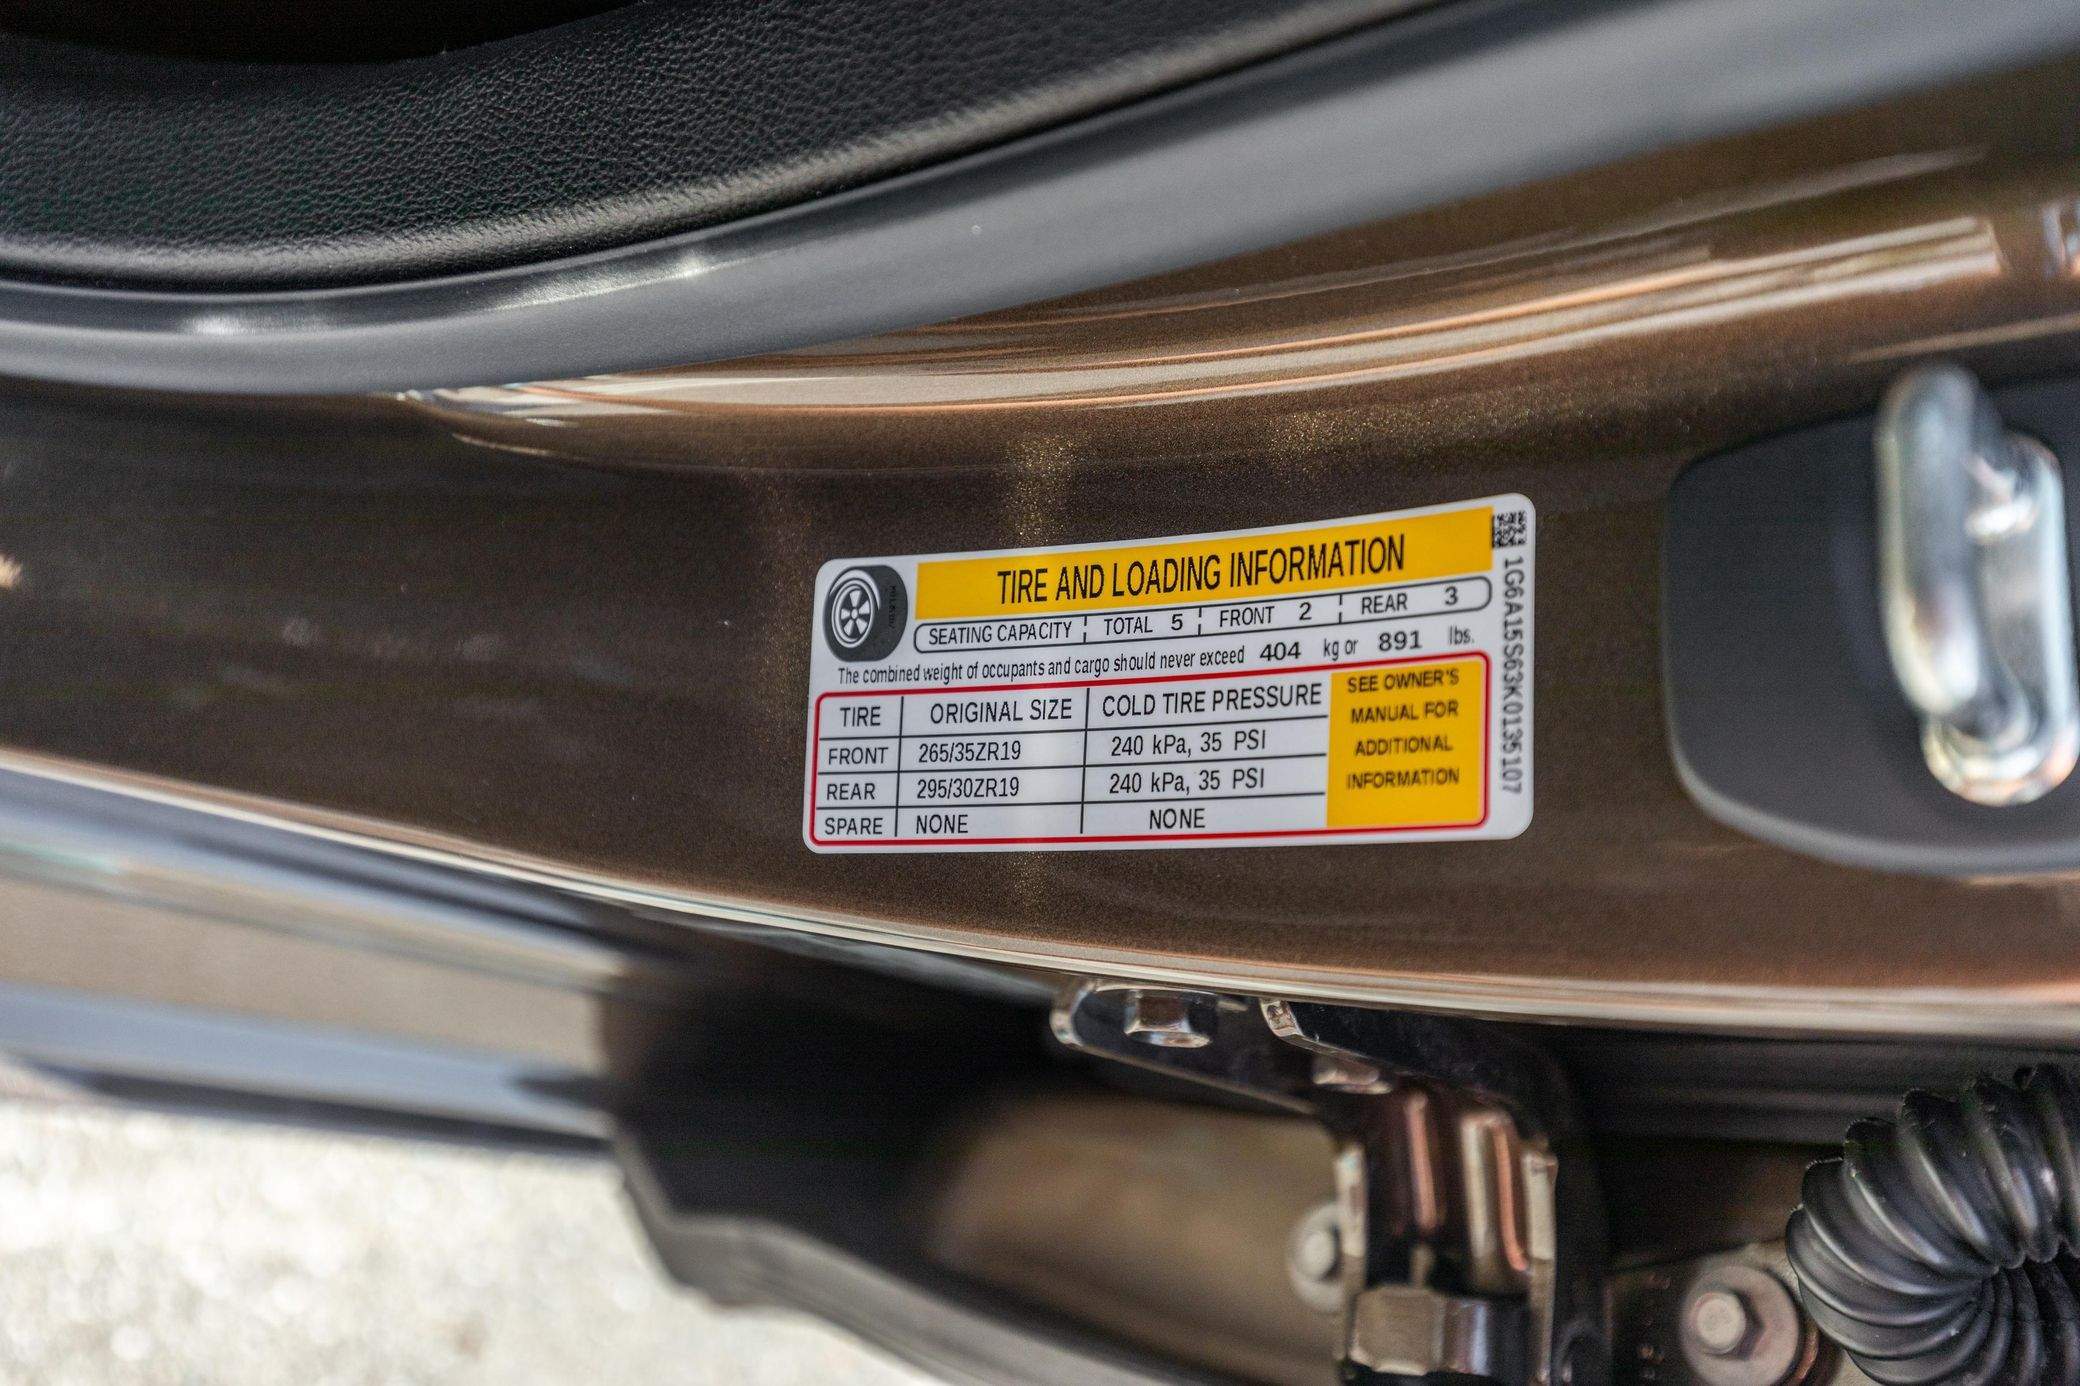 TIRE AND LOADING INFORMATION
SEATING CAPACITY TOTAL 5 FRONT 2 REAR 3
The combined weight of occupants and cargo should never exceed 404 kg or 891 lbs.
TIRE ORIGINAL SIZE COLD TIRE PRESSURE
FRONT 265/35ZR19 240 kPa, 35 PSI
REAR 295/30ZR19 240 kPa, 35 PSI
SPARE NONE NONE
SEE OWNER'S
MANUAL FOR
ADDITIONAL
INFORMATION
1G6A15S63K0135107